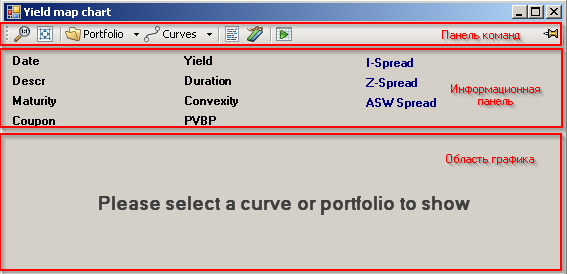 Yield map chart
Portfolio Curves Панель команд
Date Yield I-Spread
Descr Duration Z-Spread
Maturity Convexity ASW Spread
Информационная
панель
Coupon PVBP
Область графика
Please select a curve or portfolio to show